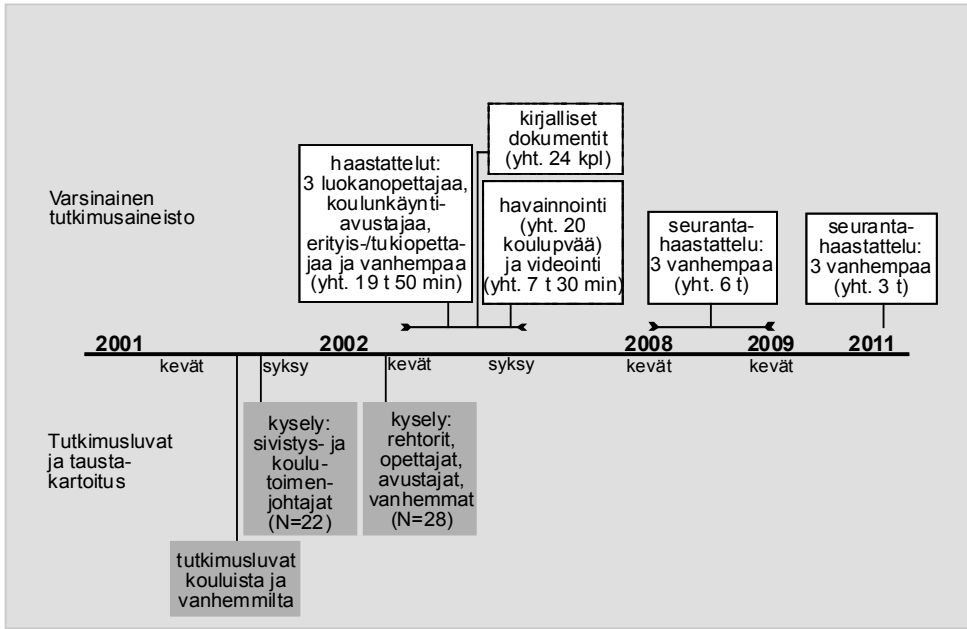 Varsinainen
tutkimusaineisto
haastattelut:
3 luokanopettajaa,
koulunkäynti-
avustajaa,
erityis-/tukiopetta-
jaa ja vanhempaa
(yht. 19 t 50 min)
kirjalliset
dokumentit
(yht. 24 kpl)
havainnointi
(yht. 20
koulupvää)
ja videointi
(yht. 7 t 30 min)
seuranta-
haastattelu:
3 vanhempaa
(yht. 6 t)
seuranta-
haastattelu:
3 vanhempaa
(yht. 3 t)
2001 2002 2008 2009 2011
kevät syksy kevät syksy kevät kevät
Tutkimusluvat
ja tausta-
kartoitus
kysely:
sivistys- ja
koulu-
toimen-
johtajat
(N=22)
kysely:
rehtorit,
opettajat,
avustajat,
vanhemmat
(N=28)
tutkimusluvat
kouluista ja
vanhemmilta